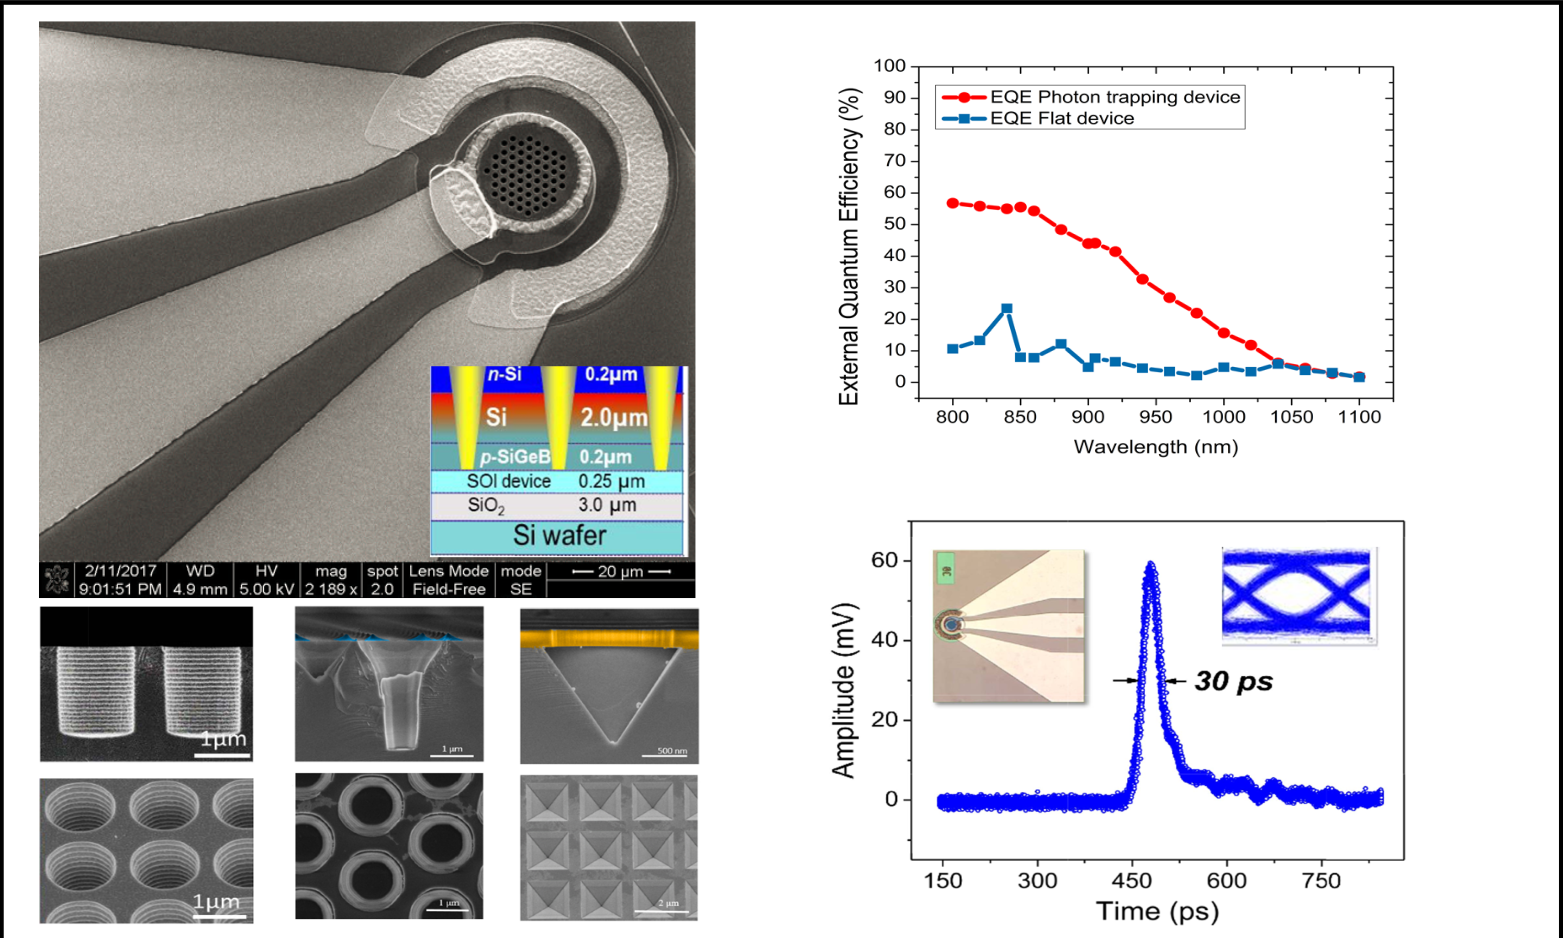 n-Si 0.2µm
Si 2.0µm
p-SiGeB 0.2µm
SOI device 0.25 µm
SiO₂ 3.0 µm
Si wafer
2/11/2017 WD HV mag spot Lens Mode mode 20 µm
9:01:51 PM 4.9 mm 5.00 kV 2 189 x 2.0 Field-Free SE
1µm
1 µm
500 nm
1µm
1 µm
2 µm
External Quantum Efficiency (%)
100
90
80
70
60
50
40
30
20
10
0
EQE Photon trapping device
EQE Flat device
800 850 900 950 1000 1050 1100
Wavelength (nm)
Amplitude (mV)
60
40
20
0
30 ps
150 300 450 600 750
Time (ps)